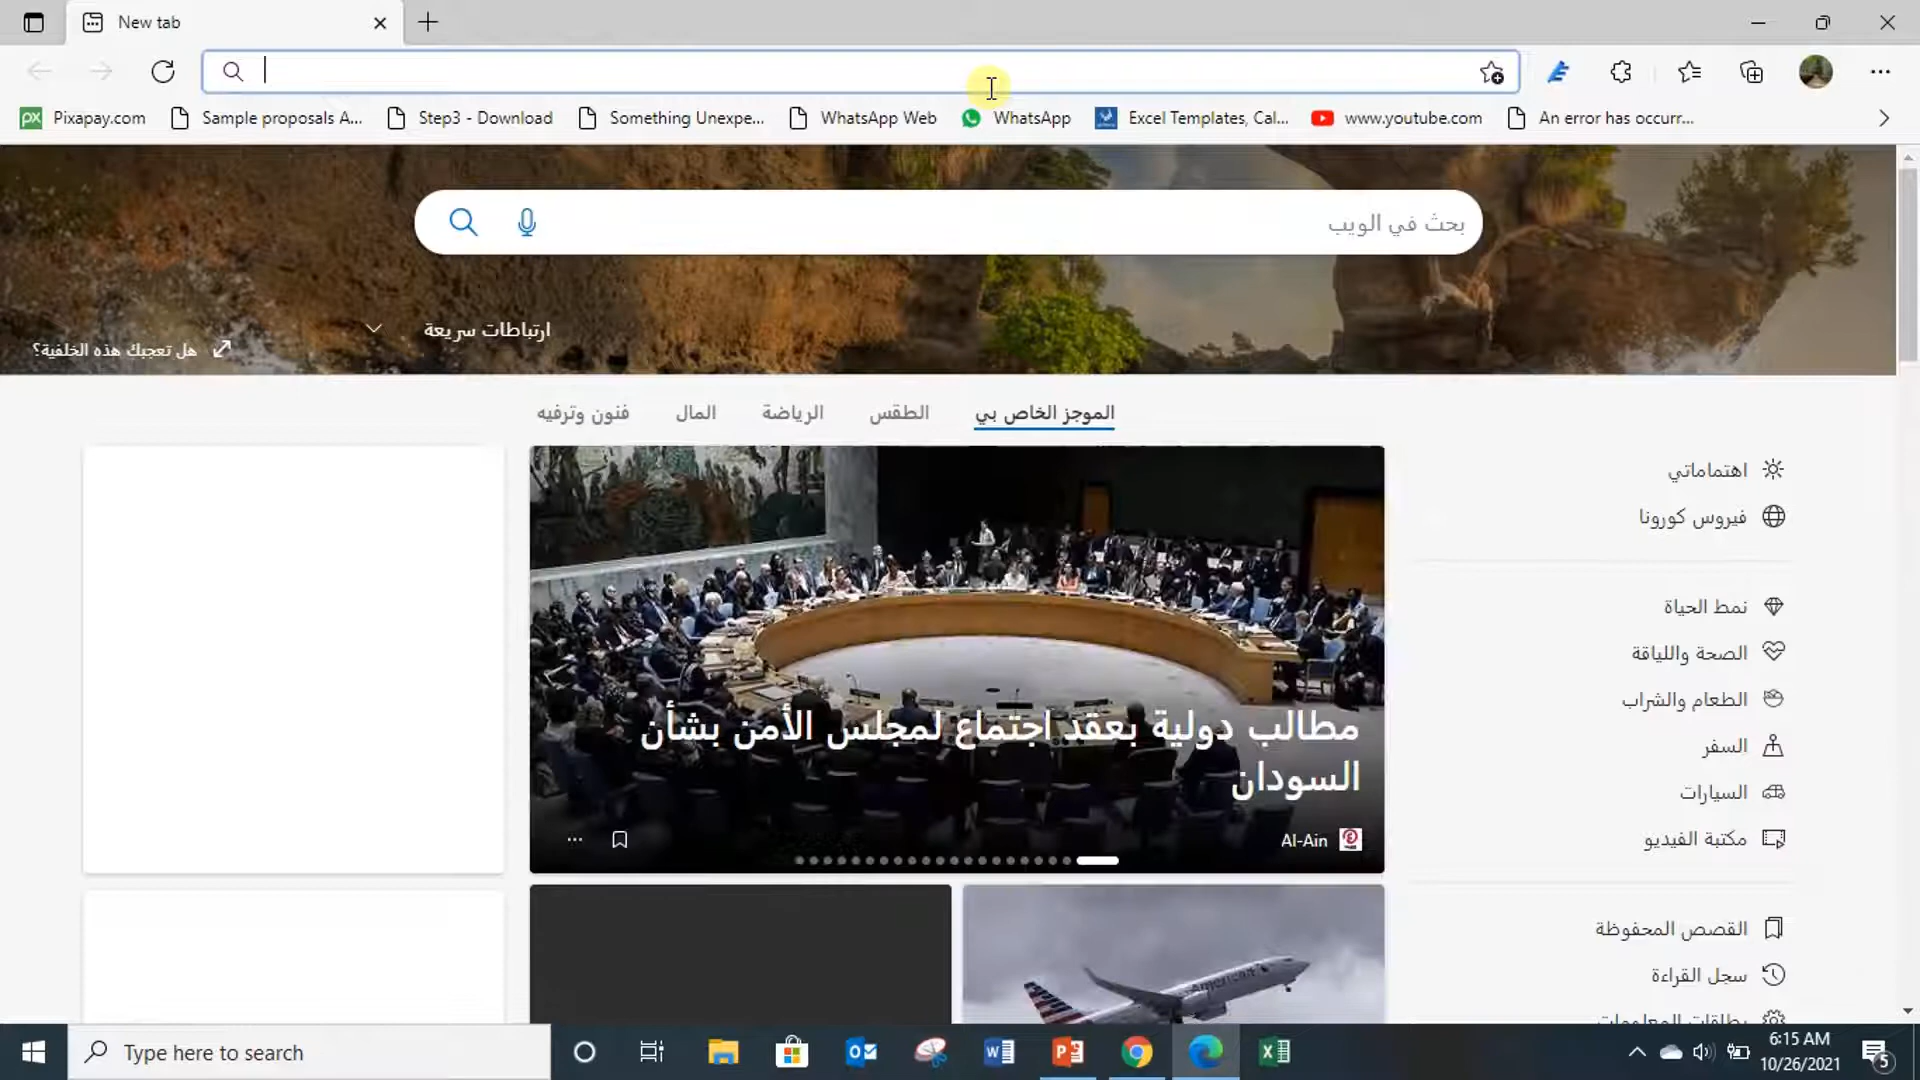 New tab
Pixapay.com
Sample proposals A...
Step3 - Download
Something Unexpe...
WhatsApp Web
WhatsApp
Excel Templates, Cal...
www.youtube.com
An error has occurr...
بحث في الويب
ارتباطات سريعة
هل تعجبك هذه الخلفية؟
الموجز الخاص بي
الطقس
الرياضة
المال
فنون وترفيه
اهتماماتي
فيروس كورونا
نمط الحياة
الصحة واللياقة
الطعام والشراب
السفر
السيارات
مكتبة الفيديو
القصص المحفوظة
سجل القراءة
بطاقات المعلومات
مطالب دولية بعقد اجتماع لمجلس الأمن بشأن
السودان
Al-Ain
American
Type here to search
6:15 AM
10/26/2021
5